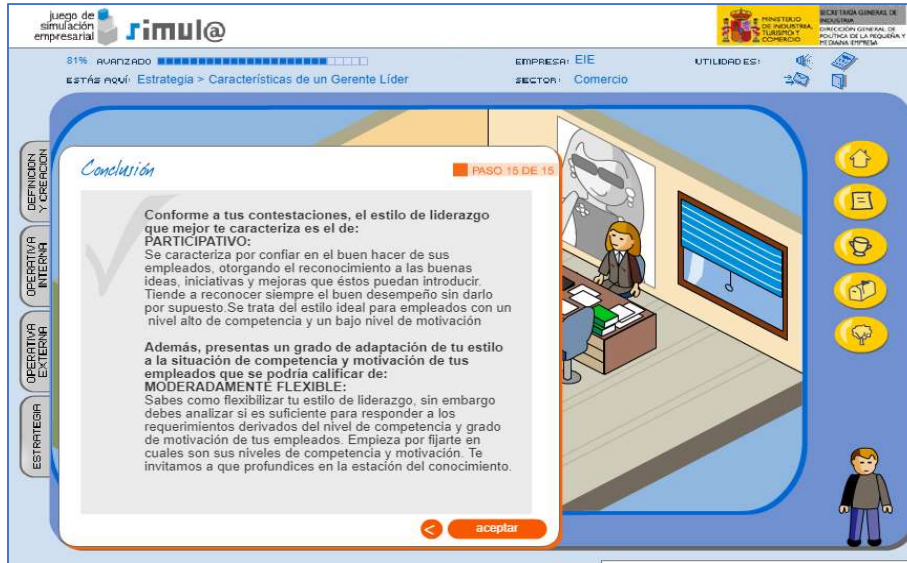 juego de
simulación
empresarial
simul@
MINISTERIO
DE INDUSTRIA,
TURISMO Y
COMERCIO
SECRETARÍA GENERAL DE
INDUSTRIA
DIRECCIÓN GENERAL DE
POLÍTICA DE LA PEQUEÑA Y
MEDIANA EMPRESA
81% AVANZADO
EMPRESA: EIE
UTILIDADES:
ESTÁS AQUÍ: Estrategia > Características de un Gerente Líder
SECTOR: Comercio
DEFINICION
Y CREACION
OPERATIVA
INTERNA
OPERATIVA
EXTERNA
ESTRATEGIA
Conclusión
PASO 15 DE 15
Conforme a tus contestaciones, el estilo de liderazgo
que mejor te caracteriza es el de:
PARTICIPATIVO:
Se caracteriza por confiar en el buen hacer de sus
empleados, otorgando el reconocimiento a las buenas
ideas, iniciativas y mejoras que éstos puedan introducir.
Tiende a reconocer siempre el buen desempeño sin darlo
por supuesto.Se trata del estilo ideal para empleados con un
nivel alto de competencia y un bajo nivel de motivación
Además, presentas un grado de adaptación de tu estilo
a la situación de competencia y motivación de tus
empleados que se podría calificar de:
MODERADAMENTE FLEXIBLE:
Sabes como flexibilizar tu estilo de liderazgo, sin embargo
debes analizar si es suficiente para responder a los
requerimientos derivados del nivel de competencia y grado
de motivación de tus empleados. Empieza por fijarte en
cuales son sus niveles de competencia y motivación. Te
invitamos a que profundices en la estación del conocimiento.
<
aceptar